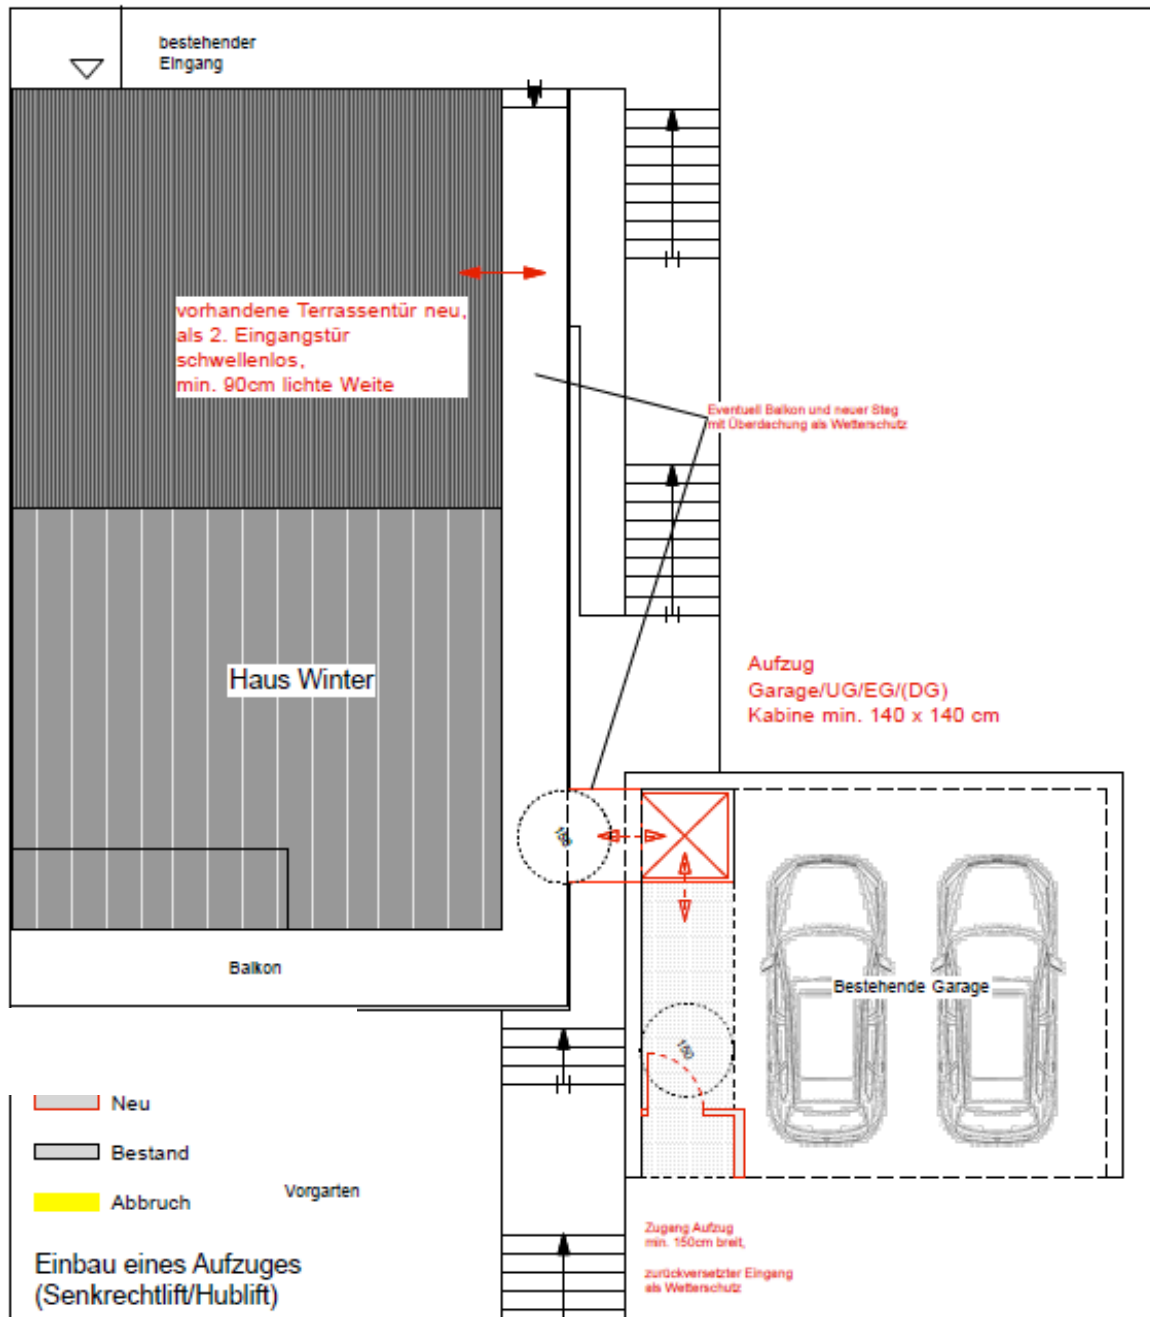 bestehender
Eingang
vorhandene Terrassentür neu,
als 2. Eingangstür
schwellenlos,
min. 90cm lichte Weite
Eventuell Balkon und neuer Steg
mit Überdachung als Wetterschutz
Haus Winter
Aufzug
Garage/UG/EG/(DG)
Kabine min. 140 x 140 cm
150
Balkon
Bestehende Garage
150
Neu
Bestand
Abbruch
Vorgarten
Zugang Aufzug
min. 150cm breit,
zurückversetzter Eingang
als Wetterschutz
Einbau eines Aufzuges
(Senkrechtlift/Hublift)